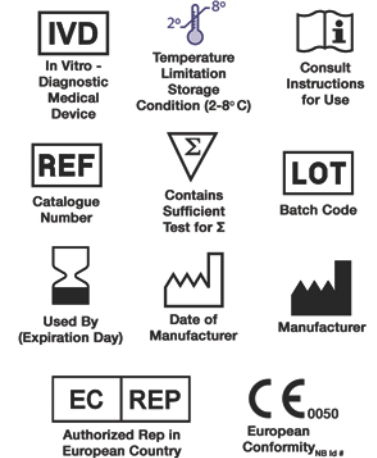 IVD
In Vitro -
Diagnostic
Medical
Device
2° 8°
Temperature
Limitation
Storage
Condition (2-8°C)
i
Consult
Instructions
for Use
REF
Catalogue
Number
Σ
Contains
Sufficient
Test for Σ
LOT
Batch Code
Used By
(Expiration Day)
Date of
Manufacturer
Manufacturer
EC REP
Authorized Rep in
European Country
CE 0050
European
Conformity NB Id #